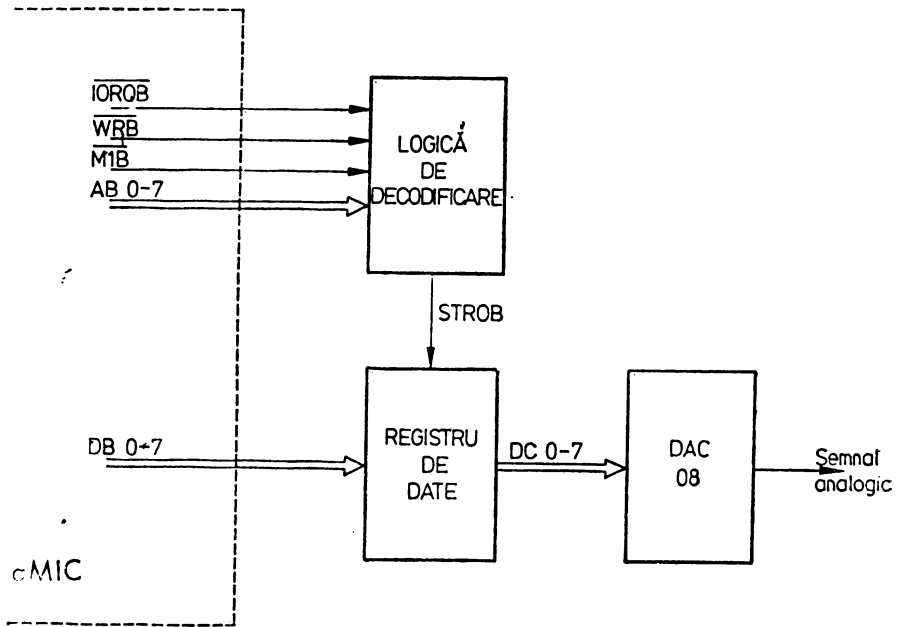 IORQB
WRB
M1B
AB 0-7
LOGICĂ
DE
DECODIFICARE
STROB
DB 0-7
REGISTRU
DE
DATE
DC 0-7
DAC
08
Semnal
analogic
cMIC